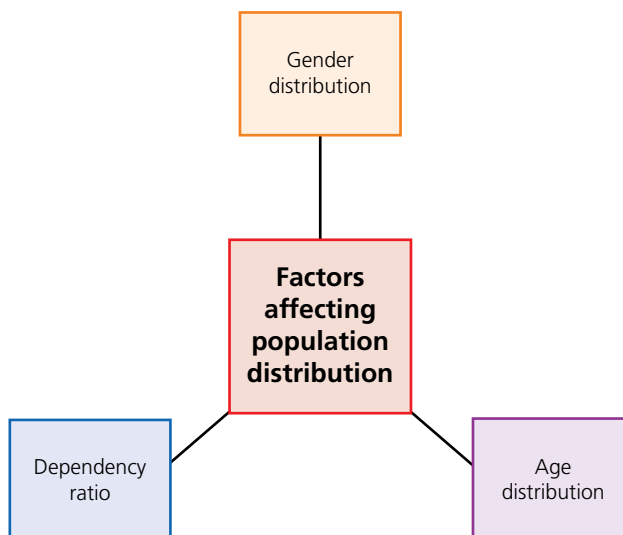 Gender
distribution
Factors
affecting
population
distribution
Dependency
ratio
Age
distribution